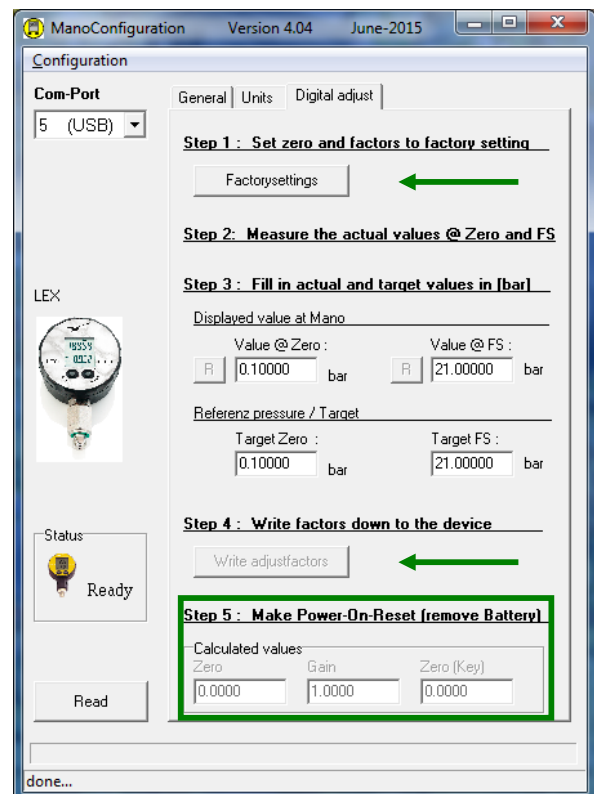 ManoConfiguration Version 4.04 June-2015
Configuration
Com-Port
5 (USB)
General Units Digital adjust
Step 1 : Set zero and factors to factory setting
Factorysettings
Step 2: Measure the actual values @ Zero and FS
Step 3 : Fill in actual and target values in [bar]
LEX
Displayed value at Mano
Value @ Zero : Value @ FS :
R 0.10000 bar R 21.00000 bar
Referenz pressure / Target
Target Zero : Target FS :
0.10000 bar 21.00000 bar
Step 4 : Write factors down to the device
Status
Write adjustfactors
Ready
Step 5 : Make Power-On-Reset (remove Battery)
Calculated values
Zero Gain Zero (Key)
0.0000 1.0000 0.0000
Read
done...